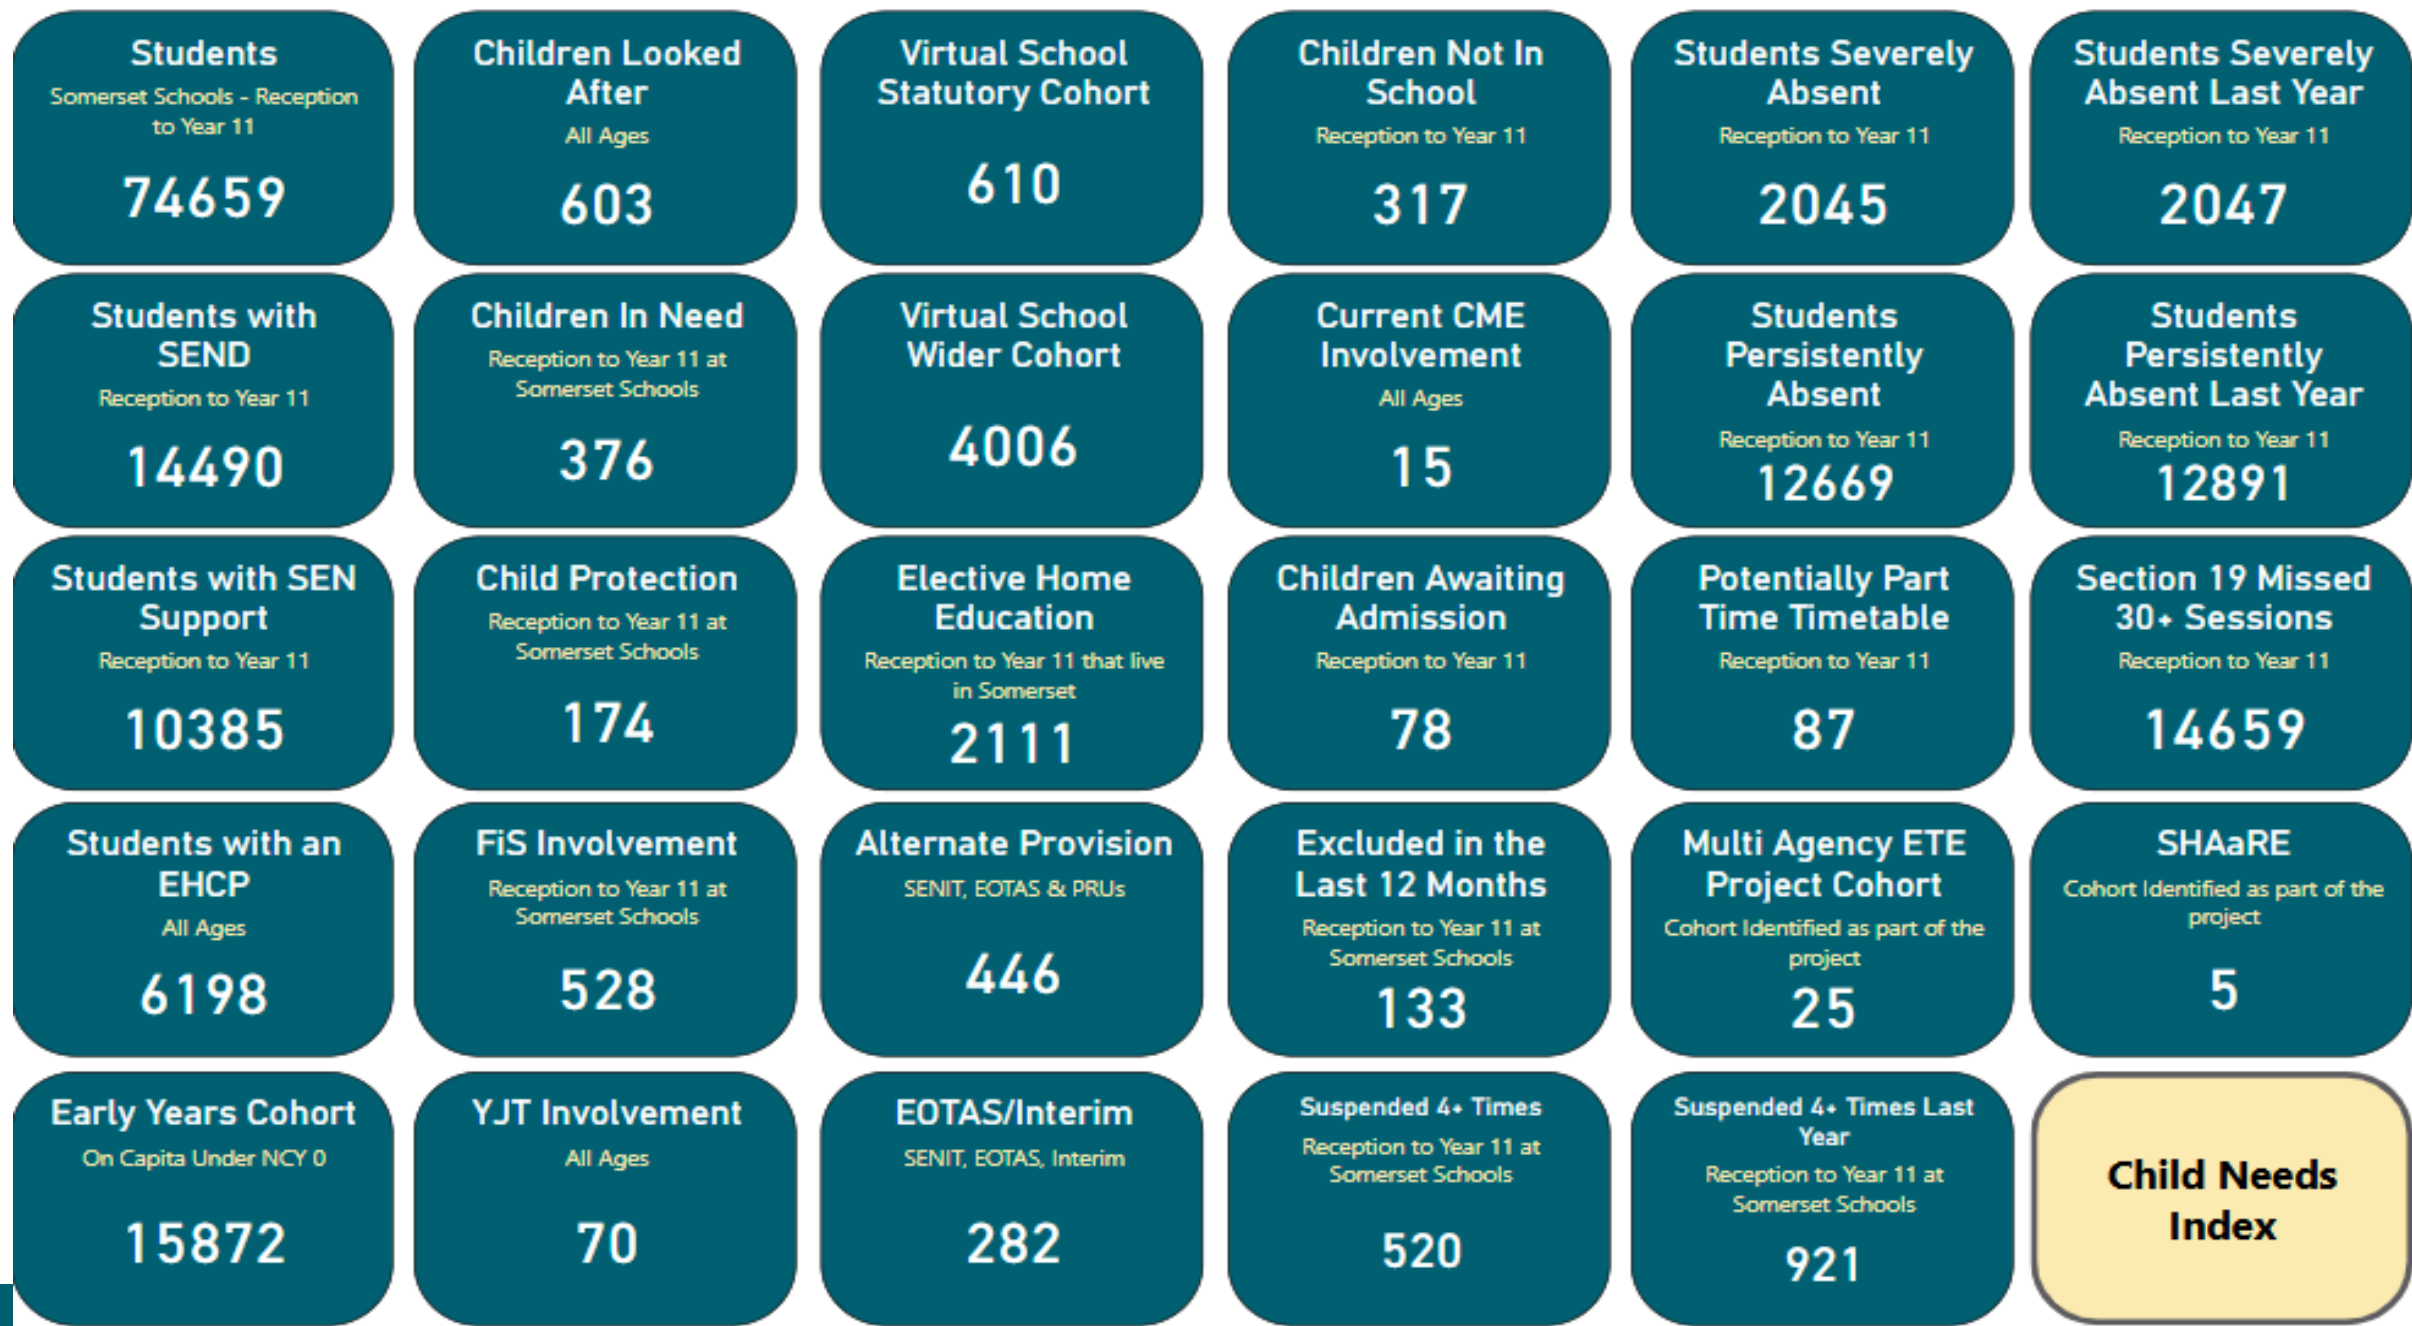 Students
Somerset Schools - Reception
to Year 11
74659
Children Looked
After
All Ages
603
Virtual School
Statutory Cohort
610
Children Not In
School
Reception to Year 11
317
Students Severely
Absent
Reception to Year 11
2045
Students Severely
Absent Last Year
Reception to Year 11
2047
Students with
SEND
Reception to Year 11
14490
Children In Need
Reception to Year 11 at
Somerset Schools
376
Virtual School
Wider Cohort
4006
Current CME
Involvement
All Ages
15
Students
Persistently
Absent
Reception to Year 11
12669
Students
Persistently
Absent Last Year
Reception to Year 11
12891
Students with SEN
Support
Reception to Year 11
10385
Child Protection
Reception to Year 11 at
Somerset Schools
174
Elective Home
Education
Reception to Year 11 that live
in Somerset
2111
Children Awaiting
Admission
Reception to Year 11
78
Potentially Part
Time Timetable
Reception to Year 11
87
Section 19 Missed
30+ Sessions
Reception to Year 11
14659
Students with an
EHCP
All Ages
6198
FiS Involvement
Reception to Year 11 at
Somerset Schools
528
Alternate Provision
SENIT, EOTAS & PRUs
446
Excluded in the
Last 12 Months
Reception to Year 11 at
Somerset Schools
133
Multi Agency ETE
Project Cohort
Cohort Identified as part of the
project
25
SHAaRE
Cohort Identified as part of the
project
5
Early Years Cohort
On Capita Under NCY 0
15872
YJT Involvement
All Ages
70
EOTAS/Interim
SENIT, EOTAS, Interim
282
Suspended 4+ Times
Reception to Year 11 at
Somerset Schools
520
Suspended 4+ Times Last
Year
Reception to Year 11 at
Somerset Schools
921
Child Needs
Index